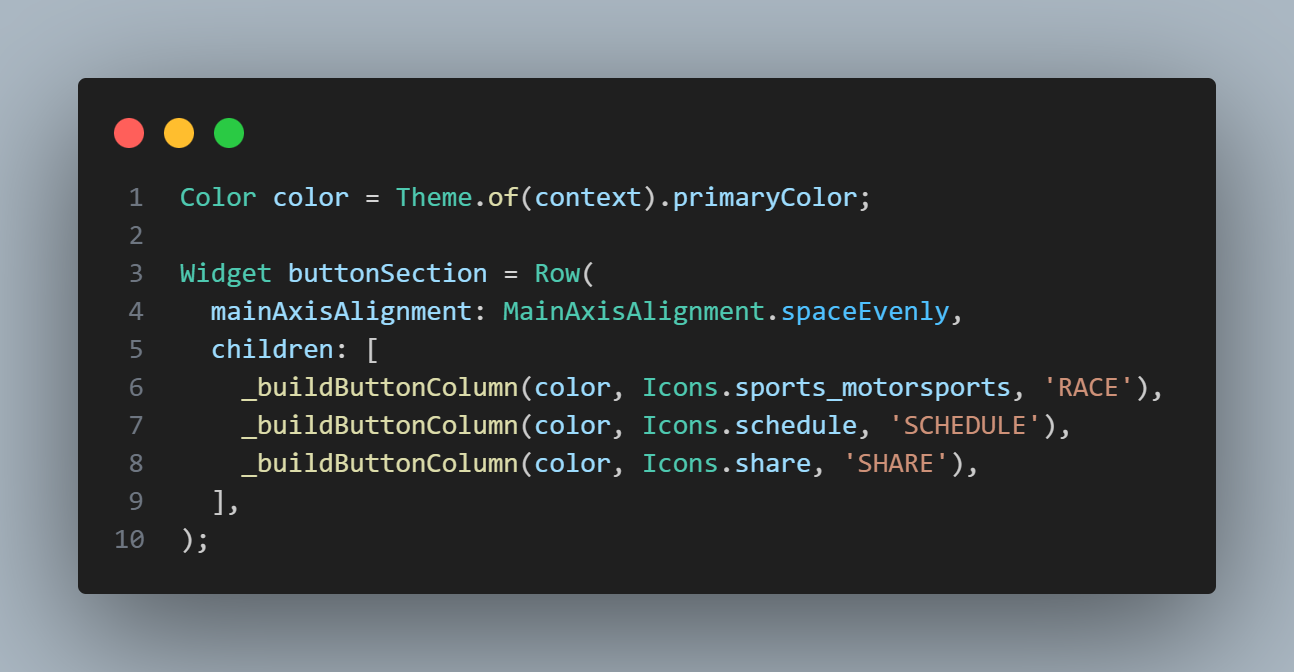 1 Color color = Theme.of(context).primaryColor;
2
3 Widget buttonSection = Row(
4   mainAxisAlignment: MainAxisAlignment.spaceEvenly,
5   children: [
6     _buildButtonColumn(color, Icons.sports_motorsports, 'RACE'),
7     _buildButtonColumn(color, Icons.schedule, 'SCHEDULE'),
8     _buildButtonColumn(color, Icons.share, 'SHARE'),
9   ],
10 );